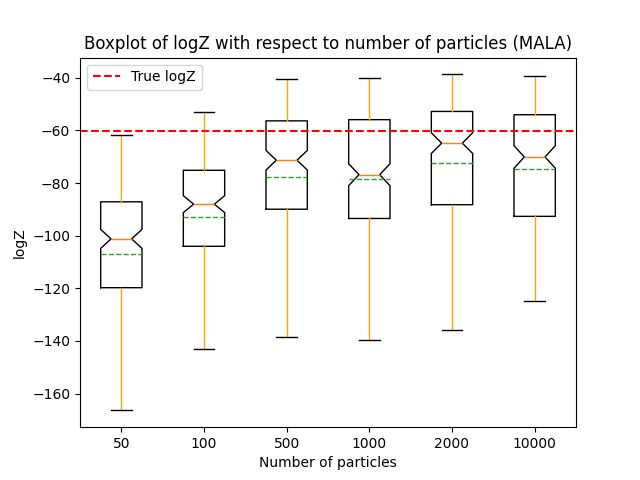 Boxplot of logZ with respect to number of particles (MALA)
True logZ
−40
−60
−80
−100
−120
−140
−160
logZ
50 100 500 1000 2000 10000
Number of particles